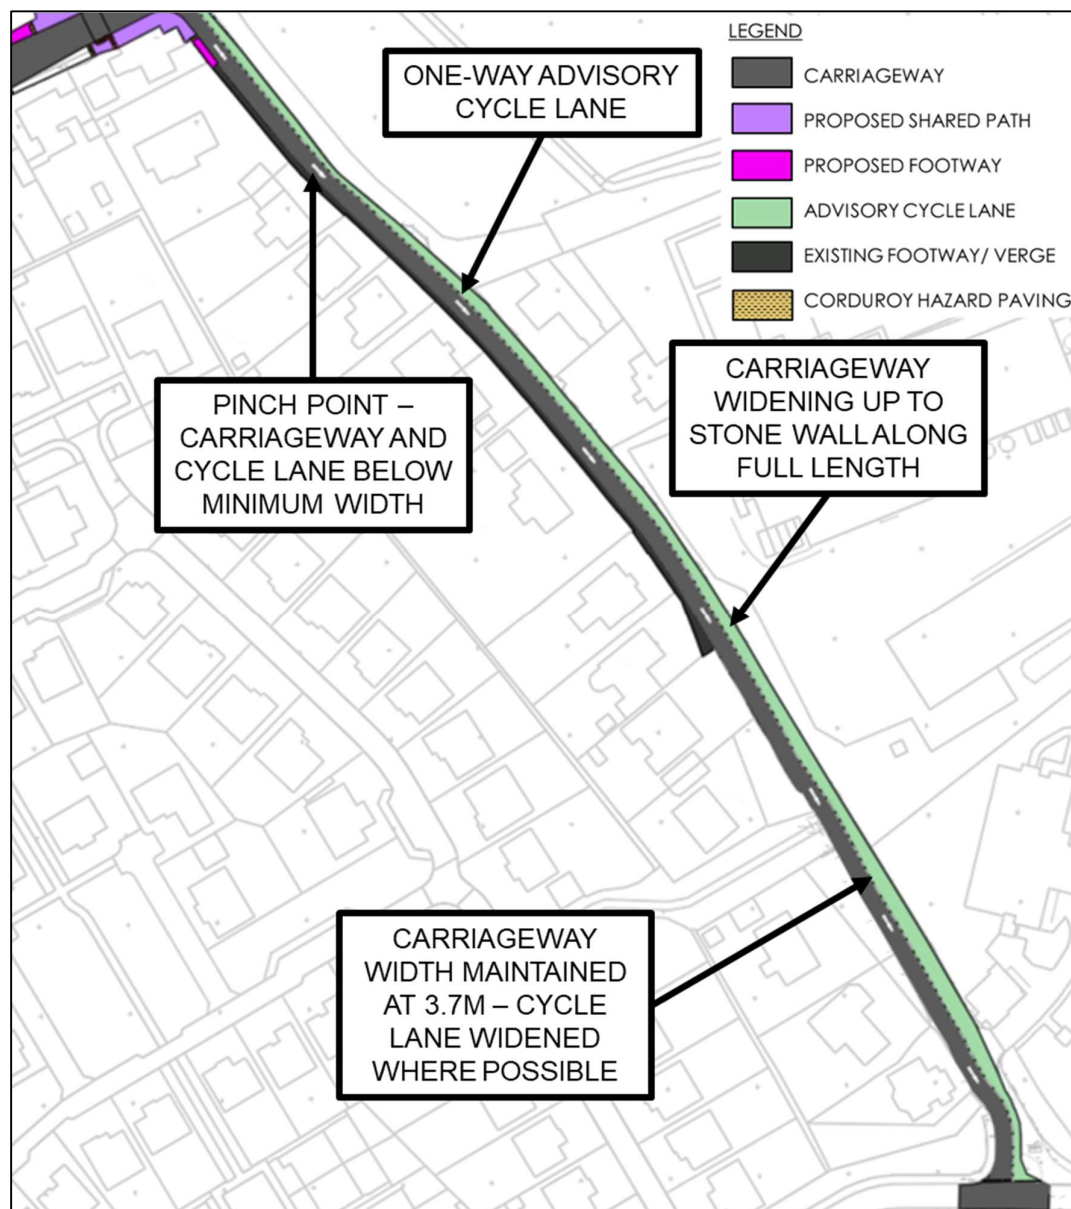 LEGEND
CARRIAGEWAY
PROPOSED SHARED PATH
PROPOSED FOOTWAY
ADVISORY CYCLE LANE
EXISTING FOOTWAY/ VERGE
CORDUROY HAZARD PAVING
ONE-WAY ADVISORY
CYCLE LANE
PINCH POINT –
CARRIAGEWAY AND
CYCLE LANE BELOW
MINIMUM WIDTH
CARRIAGEWAY
WIDENING UP TO
STONE WALL ALONG
FULL LENGTH
CARRIAGEWAY
WIDTH MAINTAINED
AT 3.7M – CYCLE
LANE WIDENED
WHERE POSSIBLE